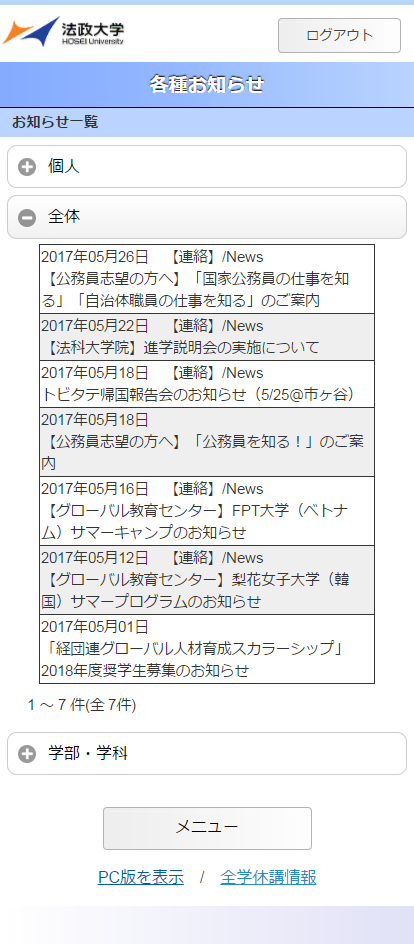 法政大学
HOSEI University
ログアウト
各種お知らせ
お知らせ一覧
個人
全体
2017年05月26日　【連絡】/News
【公務員志望の方へ】「国家公務員の仕事を知
る」「自治体職員の仕事を知る」のご案内
2017年05月22日　【連絡】/News
【法科大学院】進学説明会の実施について
2017年05月18日　【連絡】/News
トビタテ帰国報告会のお知らせ（5/25@市ヶ谷）
2017年05月18日
【公務員志望の方へ】「公務員を知る！」のご案
内
2017年05月16日　【連絡】/News
【グローバル教育センター】FPT大学（ベトナ
ム）サマーキャンプのお知らせ
2017年05月12日　【連絡】/News
【グローバル教育センター】梨花女子大学（韓
国）サマープログラムのお知らせ
2017年05月01日
「経団連グローバル人材育成スカラーシップ」
2018年度奨学生募集のお知らせ
1 ～ 7 件(全 7件)
学部・学科
メニュー
PC版を表示　/　全学休講情報